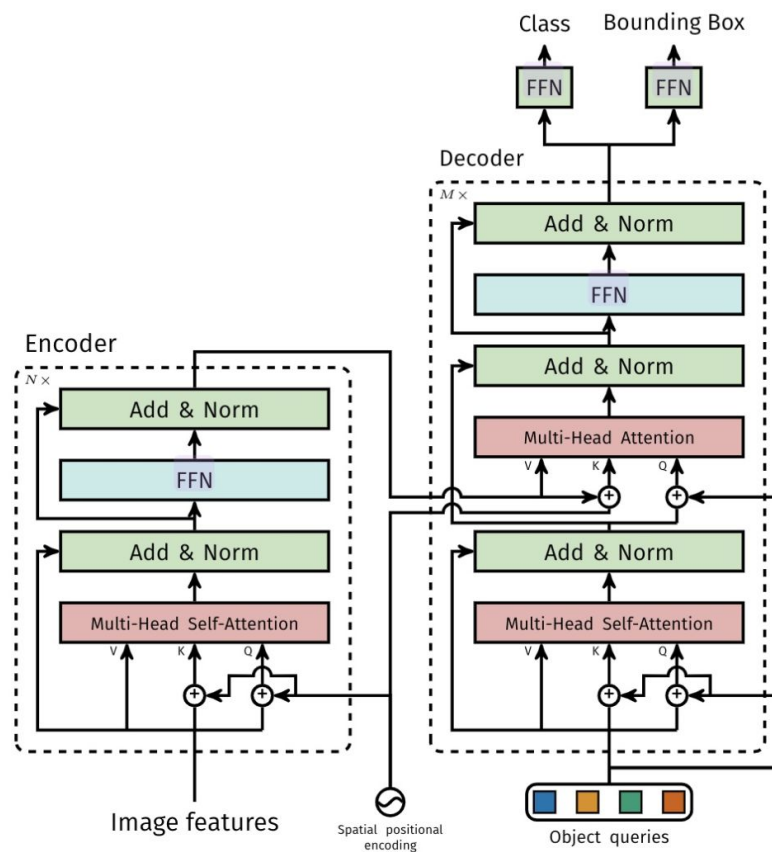 Class
Bounding Box
FFN
FFN
Decoder
M ×
Add & Norm
FFN
Add & Norm
Multi-Head Attention
V
K
Q
Add & Norm
Multi-Head Self-Attention
V
K
Q
Object queries
Encoder
N ×
Add & Norm
FFN
Add & Norm
Multi-Head Self-Attention
V
K
Q
Image features
Spatial positional
encoding